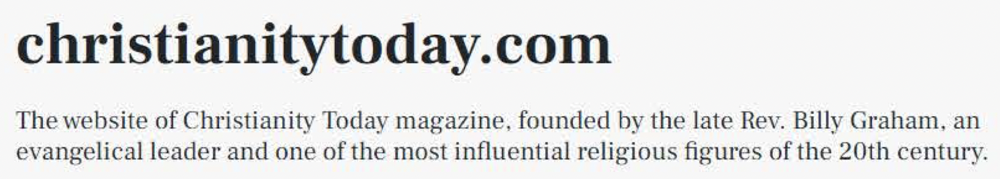 christianitytoday.com
The website of Christianity Today magazine, founded by the late Rev. Billy Graham, an
evangelical leader and one of the most influential religious figures of the 20th century.